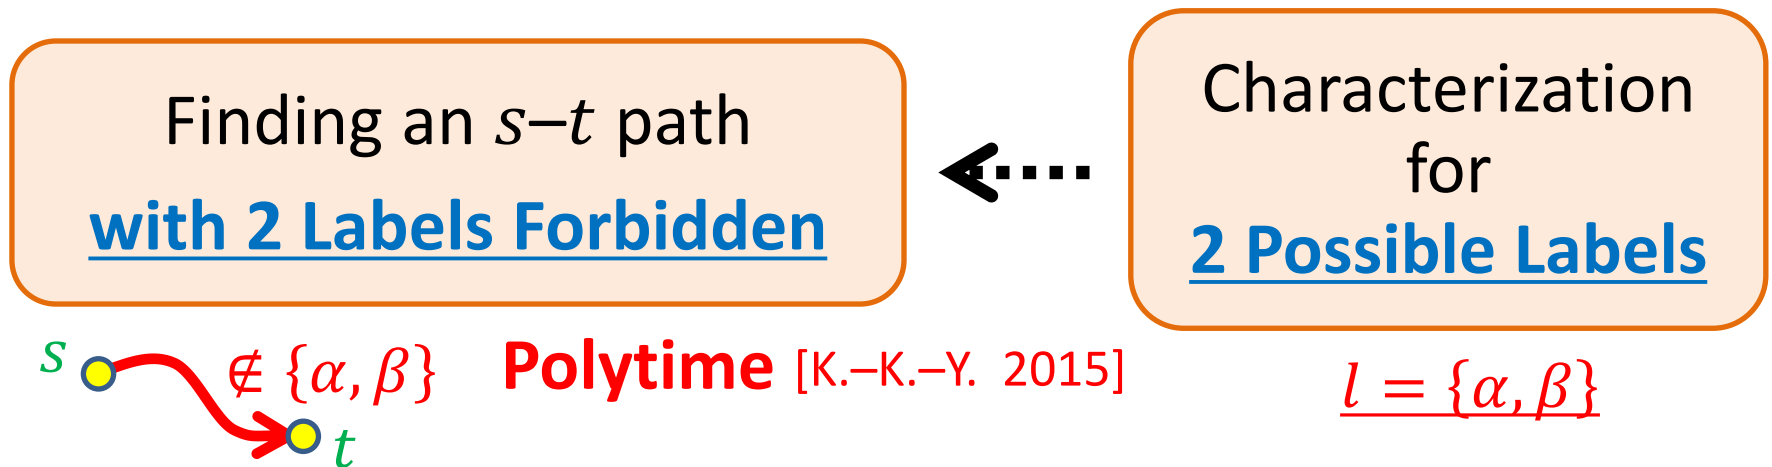 Finding an s–t path
with 2 Labels Forbidden
Characterization
for
2 Possible Labels
s
∉ {α, β}
t
Polytime [K.–K.–Y. 2015]
l = {α, β}